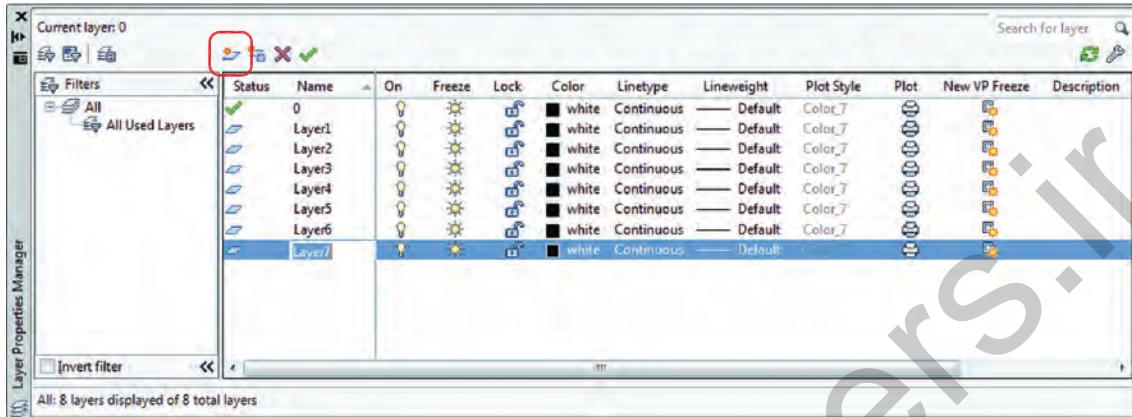 Current layer: 0
Search for layer
Filters
All
All Used Layers
Status Name On Freeze Lock Color Linetype Lineweight Plot Style Plot New VP Freeze Description
0 white Continuous Default Color_7
Layer1 white Continuous Default Color_7
Layer2 white Continuous Default Color_7
Layer3 white Continuous Default Color_7
Layer4 white Continuous Default Color_7
Layer5 white Continuous Default Color_7
Layer6 white Continuous Default Color_7
Layer7 white Continuous Default
Invert filter
All: 8 layers displayed of 8 total layers
Layer Properties Manager
ers.ir